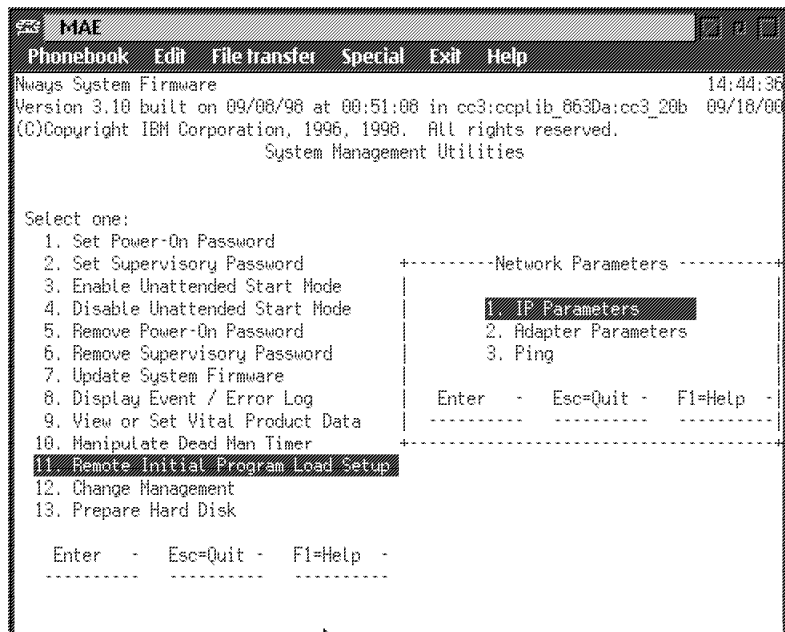 MAE
Phonebook Edit File transfer Special Exit Help
Nways System Firmware 14:44:36
Version 3.10 built on 09/08/98 at 00:51:08 in cc3:ccplib_863Da:cc3_20b 09/18/00
(C)Copyright IBM Corporation, 1996, 1998. All rights reserved.
System Management Utilities
Select one:
1. Set Power-On Password
2. Set Supervisory Password
3. Enable Unattended Start Mode
4. Disable Unattended Start Mode
5. Remove Power-On Password
6. Remove Supervisory Password
7. Update System Firmware
8. Display Event / Error Log
9. View or Set Vital Product Data
10. Manipulate Dead Man Timer
11. Remote Initial Program Load Setup
12. Change Management
13. Prepare Hard Disk
Enter - Esc=Quit - F1=Help -
Network Parameters
1. IP Parameters
2. Adapter Parameters
3. Ping
Enter - Esc=Quit - F1=Help -